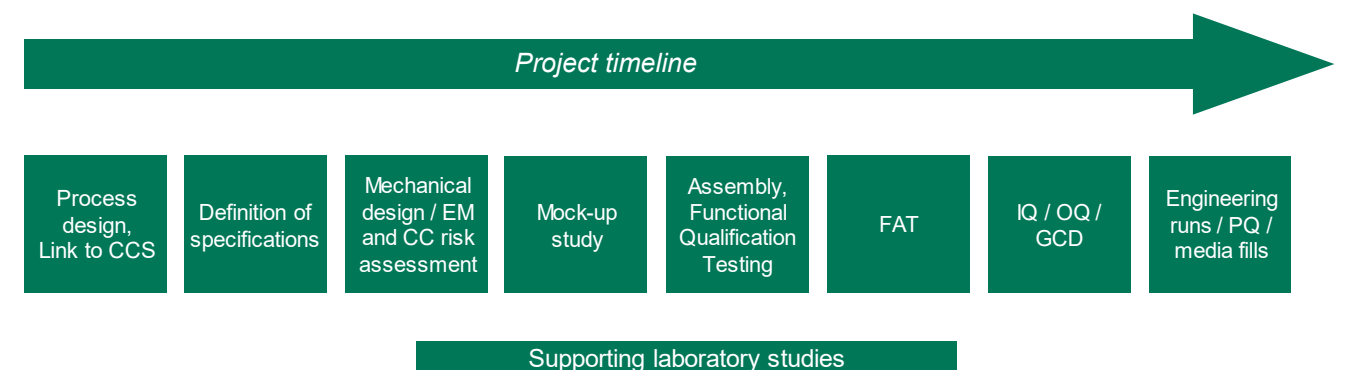 Project timeline
Process
design,
Link to CCS
Definition of
specifications
Mechanical
design / EM
and CC risk
assessment
Mock-up
study
Assembly,
Functional
Qualification
Testing
FAT
IQ / OQ /
GCD
Engineering
runs / PQ /
media fills
Supporting laboratory studies